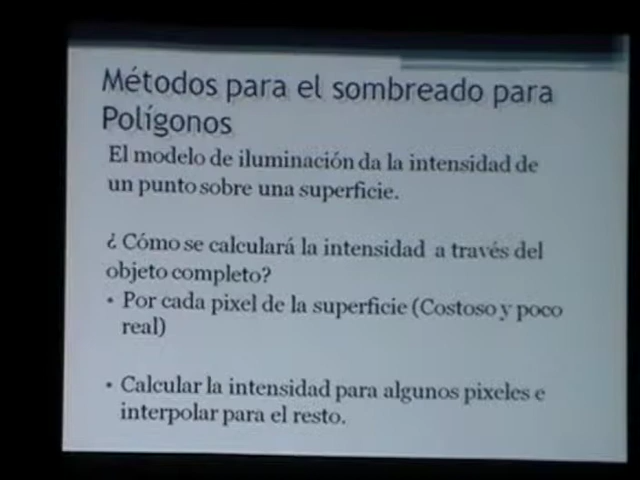 Métodos para el sombreado para
Polígonos
El modelo de iluminación da la intensidad de
un punto sobre una superficie.
¿ Cómo se calculará la intensidad a través del
objeto completo?
• Por cada pixel de la superficie (Costoso y poco
real)
• Calcular la intensidad para algunos pixeles e
interpolar para el resto.